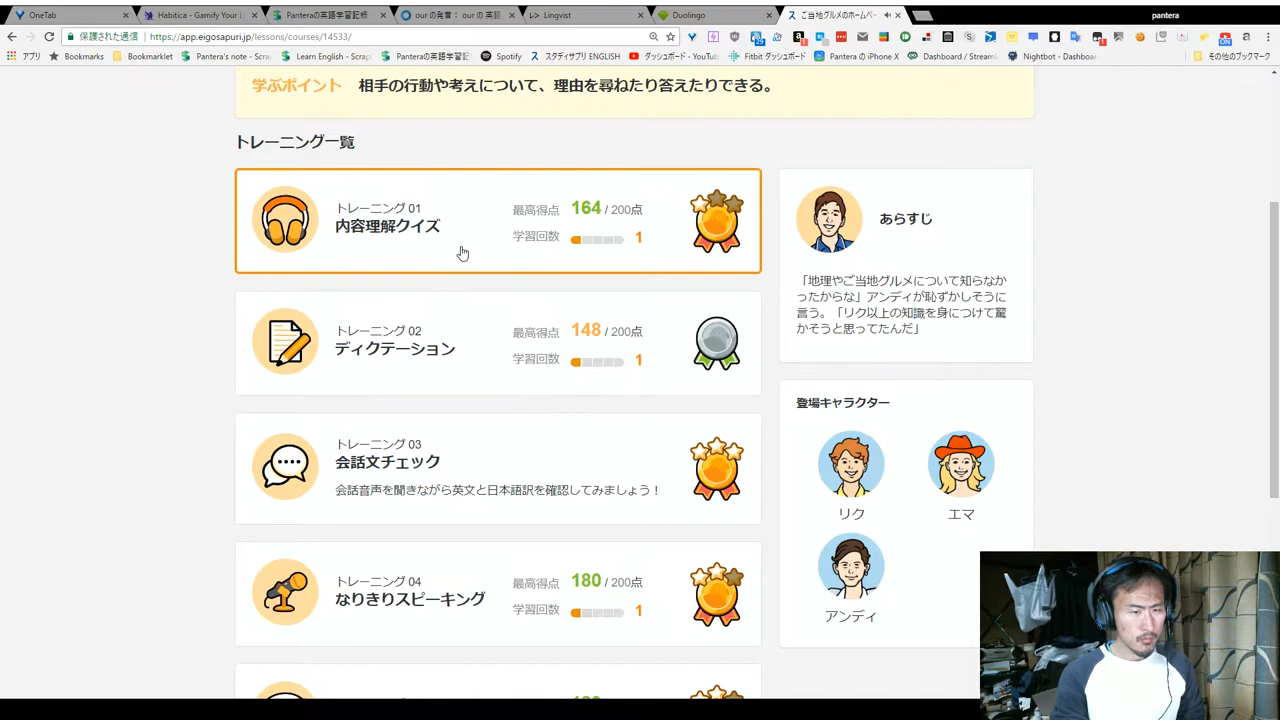 OneTab
Habitica - Gamify Your L
Panteraの英語学習記録
our の発音： our の 英語
Lingvist
Duolingo
ご当地グルメのホームペー
pantera
保護された通信
https://app.eigosapuri.jp/lessons/courses/14533/
アプリ
Bookmarks
Bookmarklet
Pantera's note - Scra
Learn English - Scrap
Panteraの英語学習記
Spotify
スタディサプリ ENGLISH
ダッシュボード - YouTu
Fitbit ダッシュボード
Pantera の iPhone X
Dashboard / StreamL
Nightbot - Dashboa
その他のブックマーク
学ぶポイント 相手の行動や考えについて、理由を尋ねたり答えたりできる。
トレーニング一覧
トレーニング 01
内容理解クイズ
最高得点 164 / 200点
学習回数 1
トレーニング 02
ディクテーション
最高得点 148 / 200点
学習回数 1
トレーニング 03
会話文チェック
会話音声を聞きながら英文と日本語訳を確認してみましょう！
トレーニング 04
なりきりスピーキング
最高得点 180 / 200点
学習回数 1
あらすじ
「地理やご当地グルメについて知らなか
ったからな」アンディが恥ずかしそうに
言う。「リク以上の知識を身につけて驚
かそうと思ってたんだ」
登場キャラクター
リク
エマ
アンディ